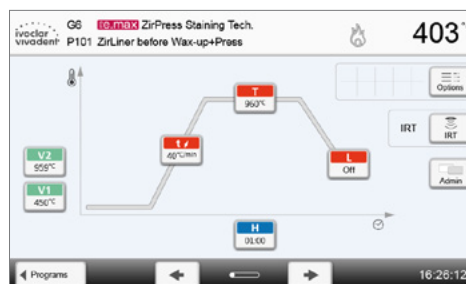 ivoclar
vivadent
G6 IPS e.max ZirPress Staining Tech.
P101 ZirLiner before Wax-up+Press
403°
Options
T
960°C
IRT
IRT
t
40°C/min
V2
959°C
L
Off
Admin
V1
450°C
H
01:00
Programs
16:26:12